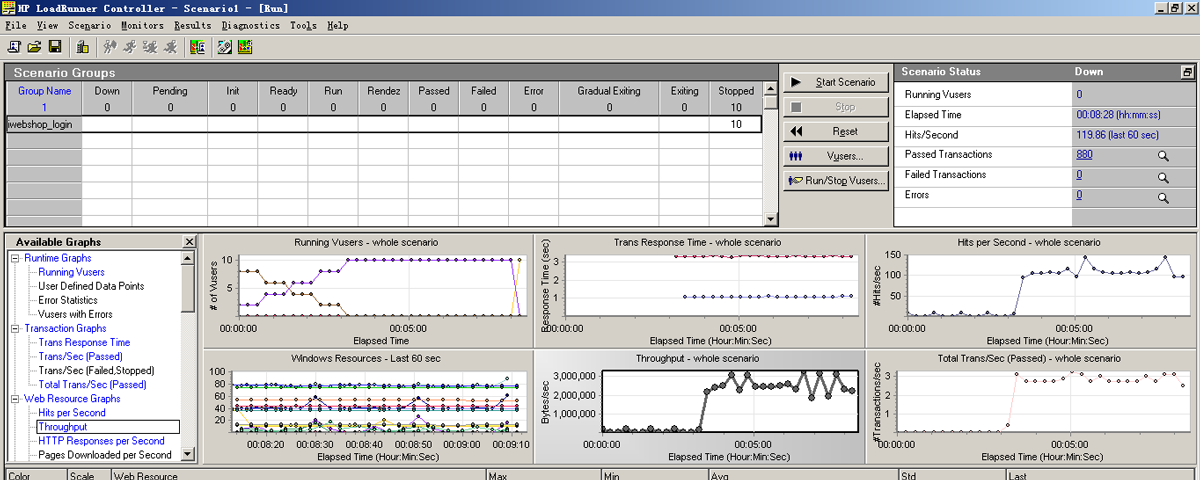 HP LoadRunner Controller - Scenario1 - [Run]
File View Scenario Monitors Results Diagnostics Tools Help
Scenario Groups
Group Name Down Pending Init Ready Run Rendez Passed Failed Error Gradual Exiting Exiting Stopped
1 0 0 0 0 0 0 0 0 0 0 0 10
iwebshop_login 10
Start Scenario
Stop
Reset
Vusers...
Run/Stop Vusers...
Scenario Status Down
Running Vusers 0
Elapsed Time 00:08:28 (hh:mm:ss)
Hits/Second 119.86 (last 60 sec)
Passed Transactions 880
Failed Transactions 0
Errors 0
Available Graphs
Runtime Graphs
Running Vusers
User Defined Data Points
Error Statistics
Vusers with Errors
Transaction Graphs
Trans Response Time
Trans/Sec (Passed)
Trans/Sec (Failed,Stopped)
Total Trans/Sec (Passed)
Web Resource Graphs
Hits per Second
Throughput
HTTP Responses per Second
Pages Downloaded per Second
Running Vusers - whole scenario
# of Vusers
10
5
00:00:00 00:05:00
Elapsed Time
Trans Response Time - whole scenario
Response Time (sec)
3
2
1
00:00:00 00:05:00
Elapsed Time (Hour:Min:Sec)
Hits per Second - whole scenario
#Hits/sec
150
100
50
00:00:00 00:05:00
Elapsed Time (Hour:Min:Sec)
Windows Resources - Last 60 sec
100
80
60
40
20
00:08:20 00:08:30 00:08:40 00:08:50 00:09:00 00:09:10
Elapsed Time (Hour:Min:Sec)
Throughput - whole scenario
Bytes/sec
3,000,000
2,000,000
1,000,000
00:00:00 00:05:00
Elapsed Time (Hour:Min:Sec)
Total Trans/Sec (Passed) - whole scenario
#Transactions/sec
3
2
1
00:00:00 00:05:00
Elapsed Time (Hour:Min:Sec)
Color Scale Web Resource Max Min Avg Std Last